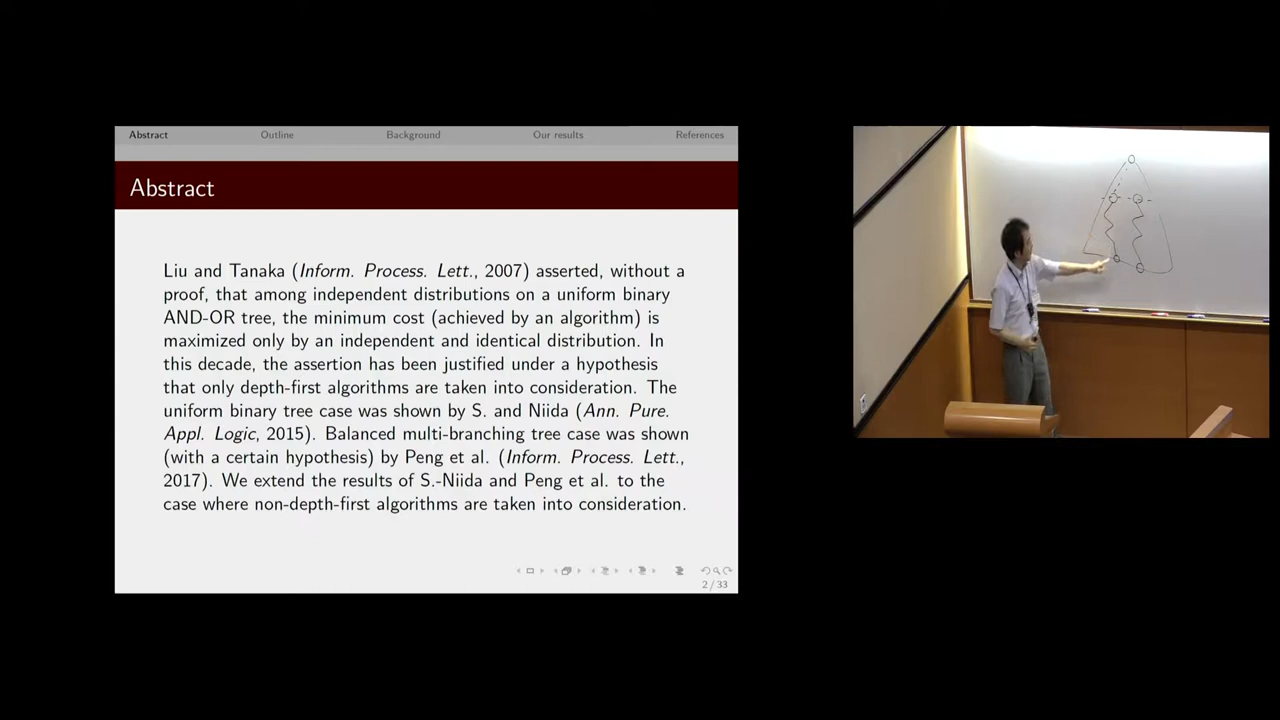 Abstract Outline Background Our results References
Abstract
Liu and Tanaka (Inform. Process. Lett., 2007) asserted, without a
proof, that among independent distributions on a uniform binary
AND-OR tree, the minimum cost (achieved by an algorithm) is
maximized only by an independent and identical distribution. In
this decade, the assertion has been justified under a hypothesis
that only depth-first algorithms are taken into consideration. The
uniform binary tree case was shown by S. and Niida (Ann. Pure.
Appl. Logic, 2015). Balanced multi-branching tree case was shown
(with a certain hypothesis) by Peng et al. (Inform. Process. Lett.,
2017). We extend the results of S.-Niida and Peng et al. to the
case where non-depth-first algorithms are taken into consideration.
2 / 33